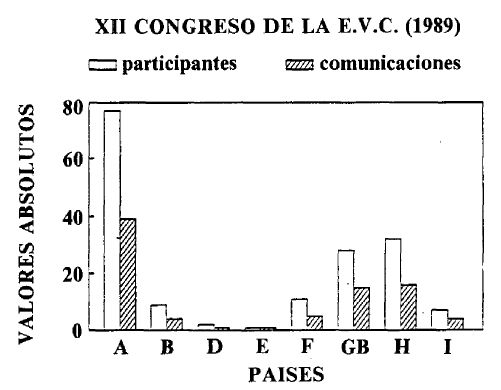 XII CONGRESO DE LA E.V.C. (1989)
participantes comunicaciones
VALORES ABSOLUTOS
80
60
40
20
0
A B D E F GB H I
PAISES